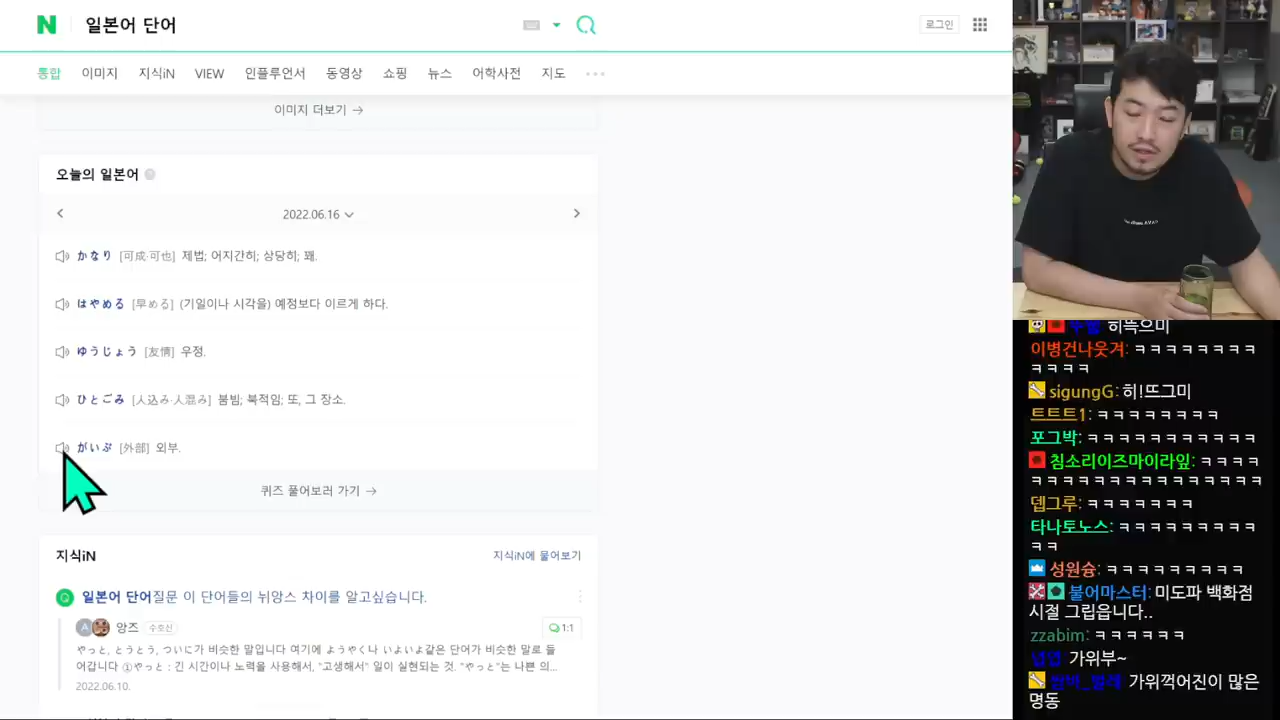 N 일본어 단어
로그인
통합 이미지 지식iN VIEW 인플루언서 동영상 쇼핑 뉴스 어학사전 지도
이미지 더보기 →
오늘의 일본어
2022.06.16
かなり [可成·可也] 제법; 어지간히; 상당히; 꽤.
はやめる [早める] (기일이나 시각을) 예정보다 이르게 하다.
ゆうじょう [友情] 우정.
ひとごみ [人込み·人混み] 붐빔; 북적임; 또, 그 장소.
がいぶ [外部] 외부.
퀴즈 풀어보러 가기 →
지식iN 지식iN에 물어보기
일본어 단어질문 이 단어들의 뉘앙스 차이를 알고싶습니다.
앙즈 수호신 1:1
やっと, とうとう, ついに가 비슷한 말입니다 여기에 ようやく나 いよいよ같은 단어가 비슷한 말로 들
어갑니다 ①やっと : 긴 시간이나 노력을 사용해서, "고생해서" 일이 실현되는 것. "やっと"는 나쁜 의...
2022.06.10.
히뜩으미
이병건나웃겨: ㅋㅋㅋㅋㅋㅋㅋㅋ
ㅋㅋㅋㅋ
sigungG: 히!뜨그미
트트트1: ㅋㅋㅋㅋㅋㅋㅋㅋ
포그박: ㅋㅋㅋㅋㅋㅋㅋㅋㅋㅋㅋ
침소리이즈마이라잎: ㅋㅋㅋㅋ
ㅋㅋㅋㅋㅋㅋㅋㅋㅋㅋㅋㅋㅋㅋㅋ
뎁그루: ㅋㅋㅋㅋㅋㅋㅋ
타나토노스: ㅋㅋㅋㅋㅋㅋㅋㅋㅋ
ㅋㅋ
성원슝: ㅋㅋㅋㅋㅋㅋㅋㅋㅋ
불어마스터: 미도파 백화점
시절 그립읍니다..
zzabim: ㅋㅋㅋㅋㅋㅋ
가위부~
가위꺽어진이 많은
명동